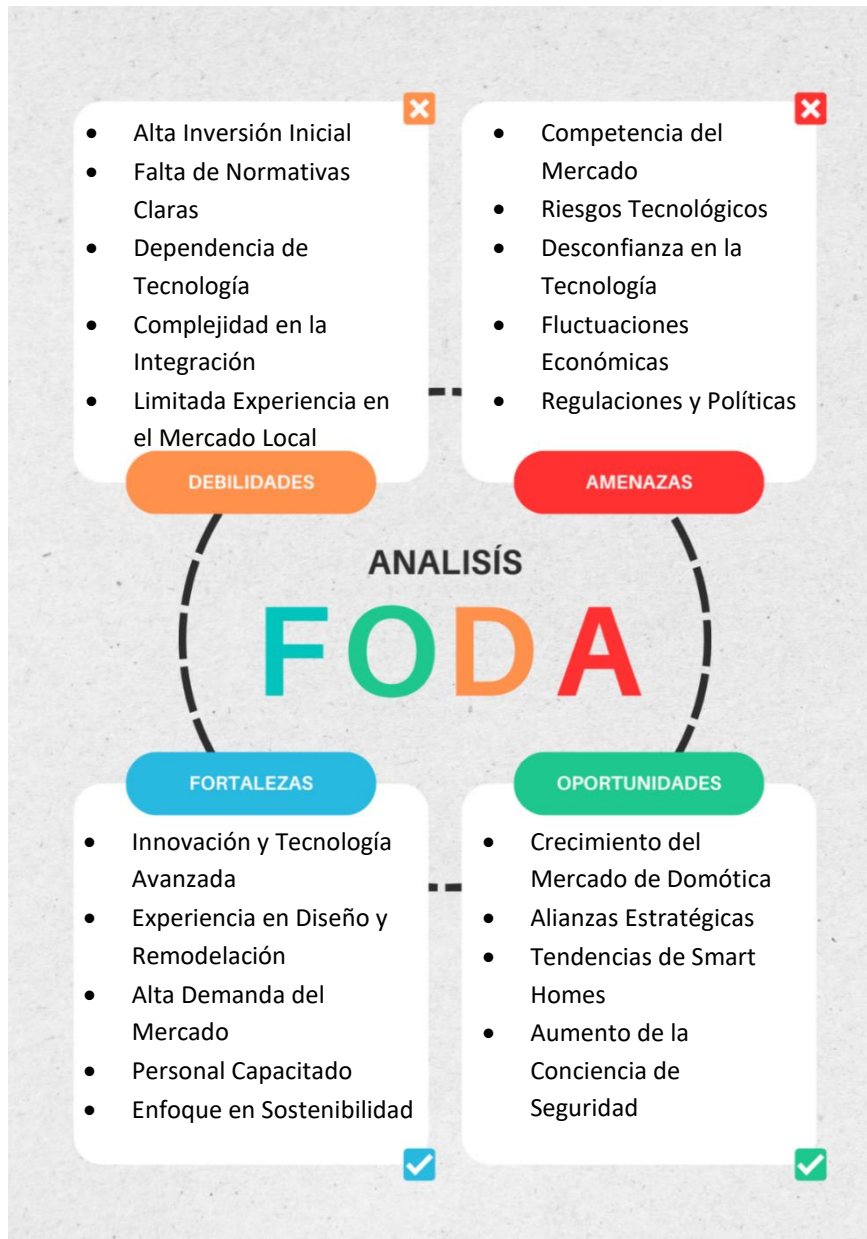 • Alta Inversión Inicial
• Falta de Normativas
Claras
• Dependencia de
Tecnología
• Complejidad en la
Integración
• Limitada Experiencia en
el Mercado Local
DEBILIDADES
• Competencia del
Mercado
• Riesgos Tecnológicos
• Desconfianza en la
Tecnología
• Fluctuaciones
Económicas
• Regulaciones y Políticas
AMENAZAS
ANALISÍS
FODA
FORTALEZAS
• Innovación y Tecnología
Avanzada
• Experiencia en Diseño y
Remodelación
• Alta Demanda del
Mercado
• Personal Capacitado
• Enfoque en Sostenibilidad
OPORTUNIDADES
• Crecimiento del
Mercado de Domótica
• Alianzas Estratégicas
• Tendencias de Smart
Homes
• Aumento de la
Conciencia de
Seguridad